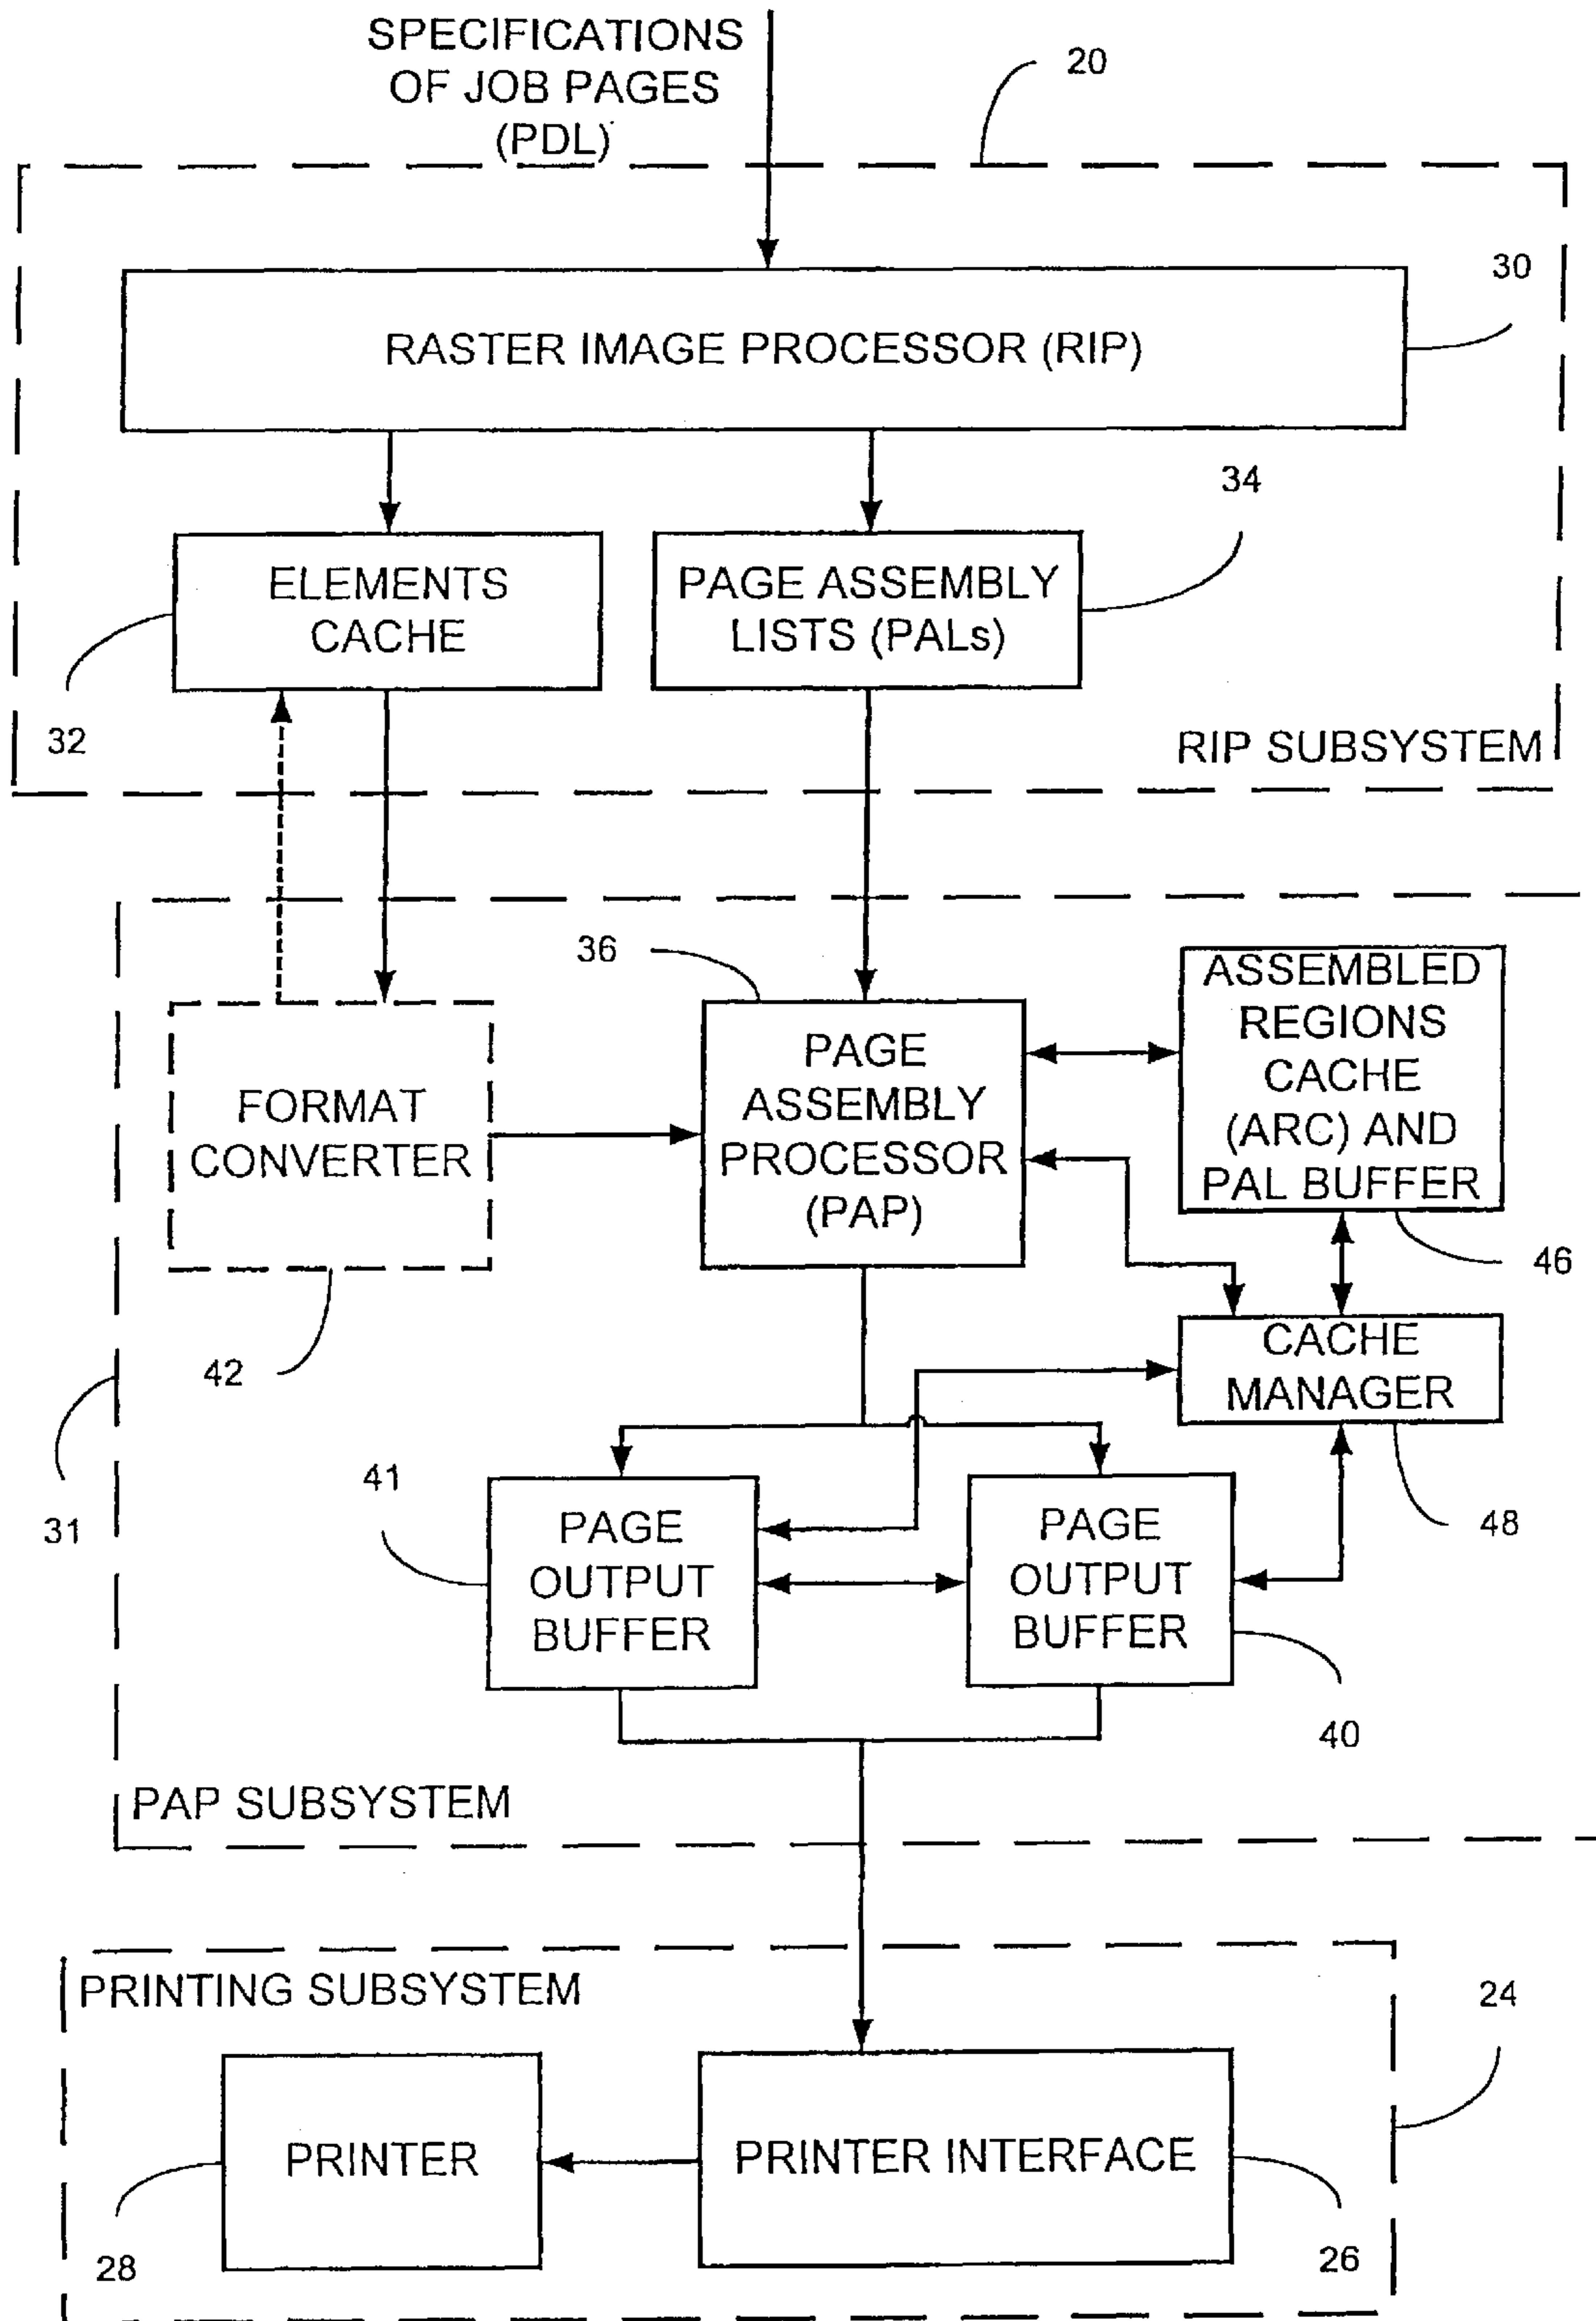 SPECIFICATIONS
OF JOB PAGES
(PDL)
20
30
RASTER IMAGE PROCESSOR (RIP)
34
ELEMENTS
CACHE
PAGE ASSEMBLY
LISTS (PALs)
32
RIP SUBSYSTEM
36
ASSEMBLED
REGIONS
CACHE
(ARC) AND
PAL BUFFER
FORMAT
CONVERTER
PAGE
ASSEMBLY
PROCESSOR
(PAP)
46
42
CACHE
MANAGER
41
31
48
PAGE
OUTPUT
BUFFER
PAGE
OUTPUT
BUFFER
40
PAP SUBSYSTEM
PRINTING SUBSYSTEM
24
PRINTER
PRINTER INTERFACE
28
26